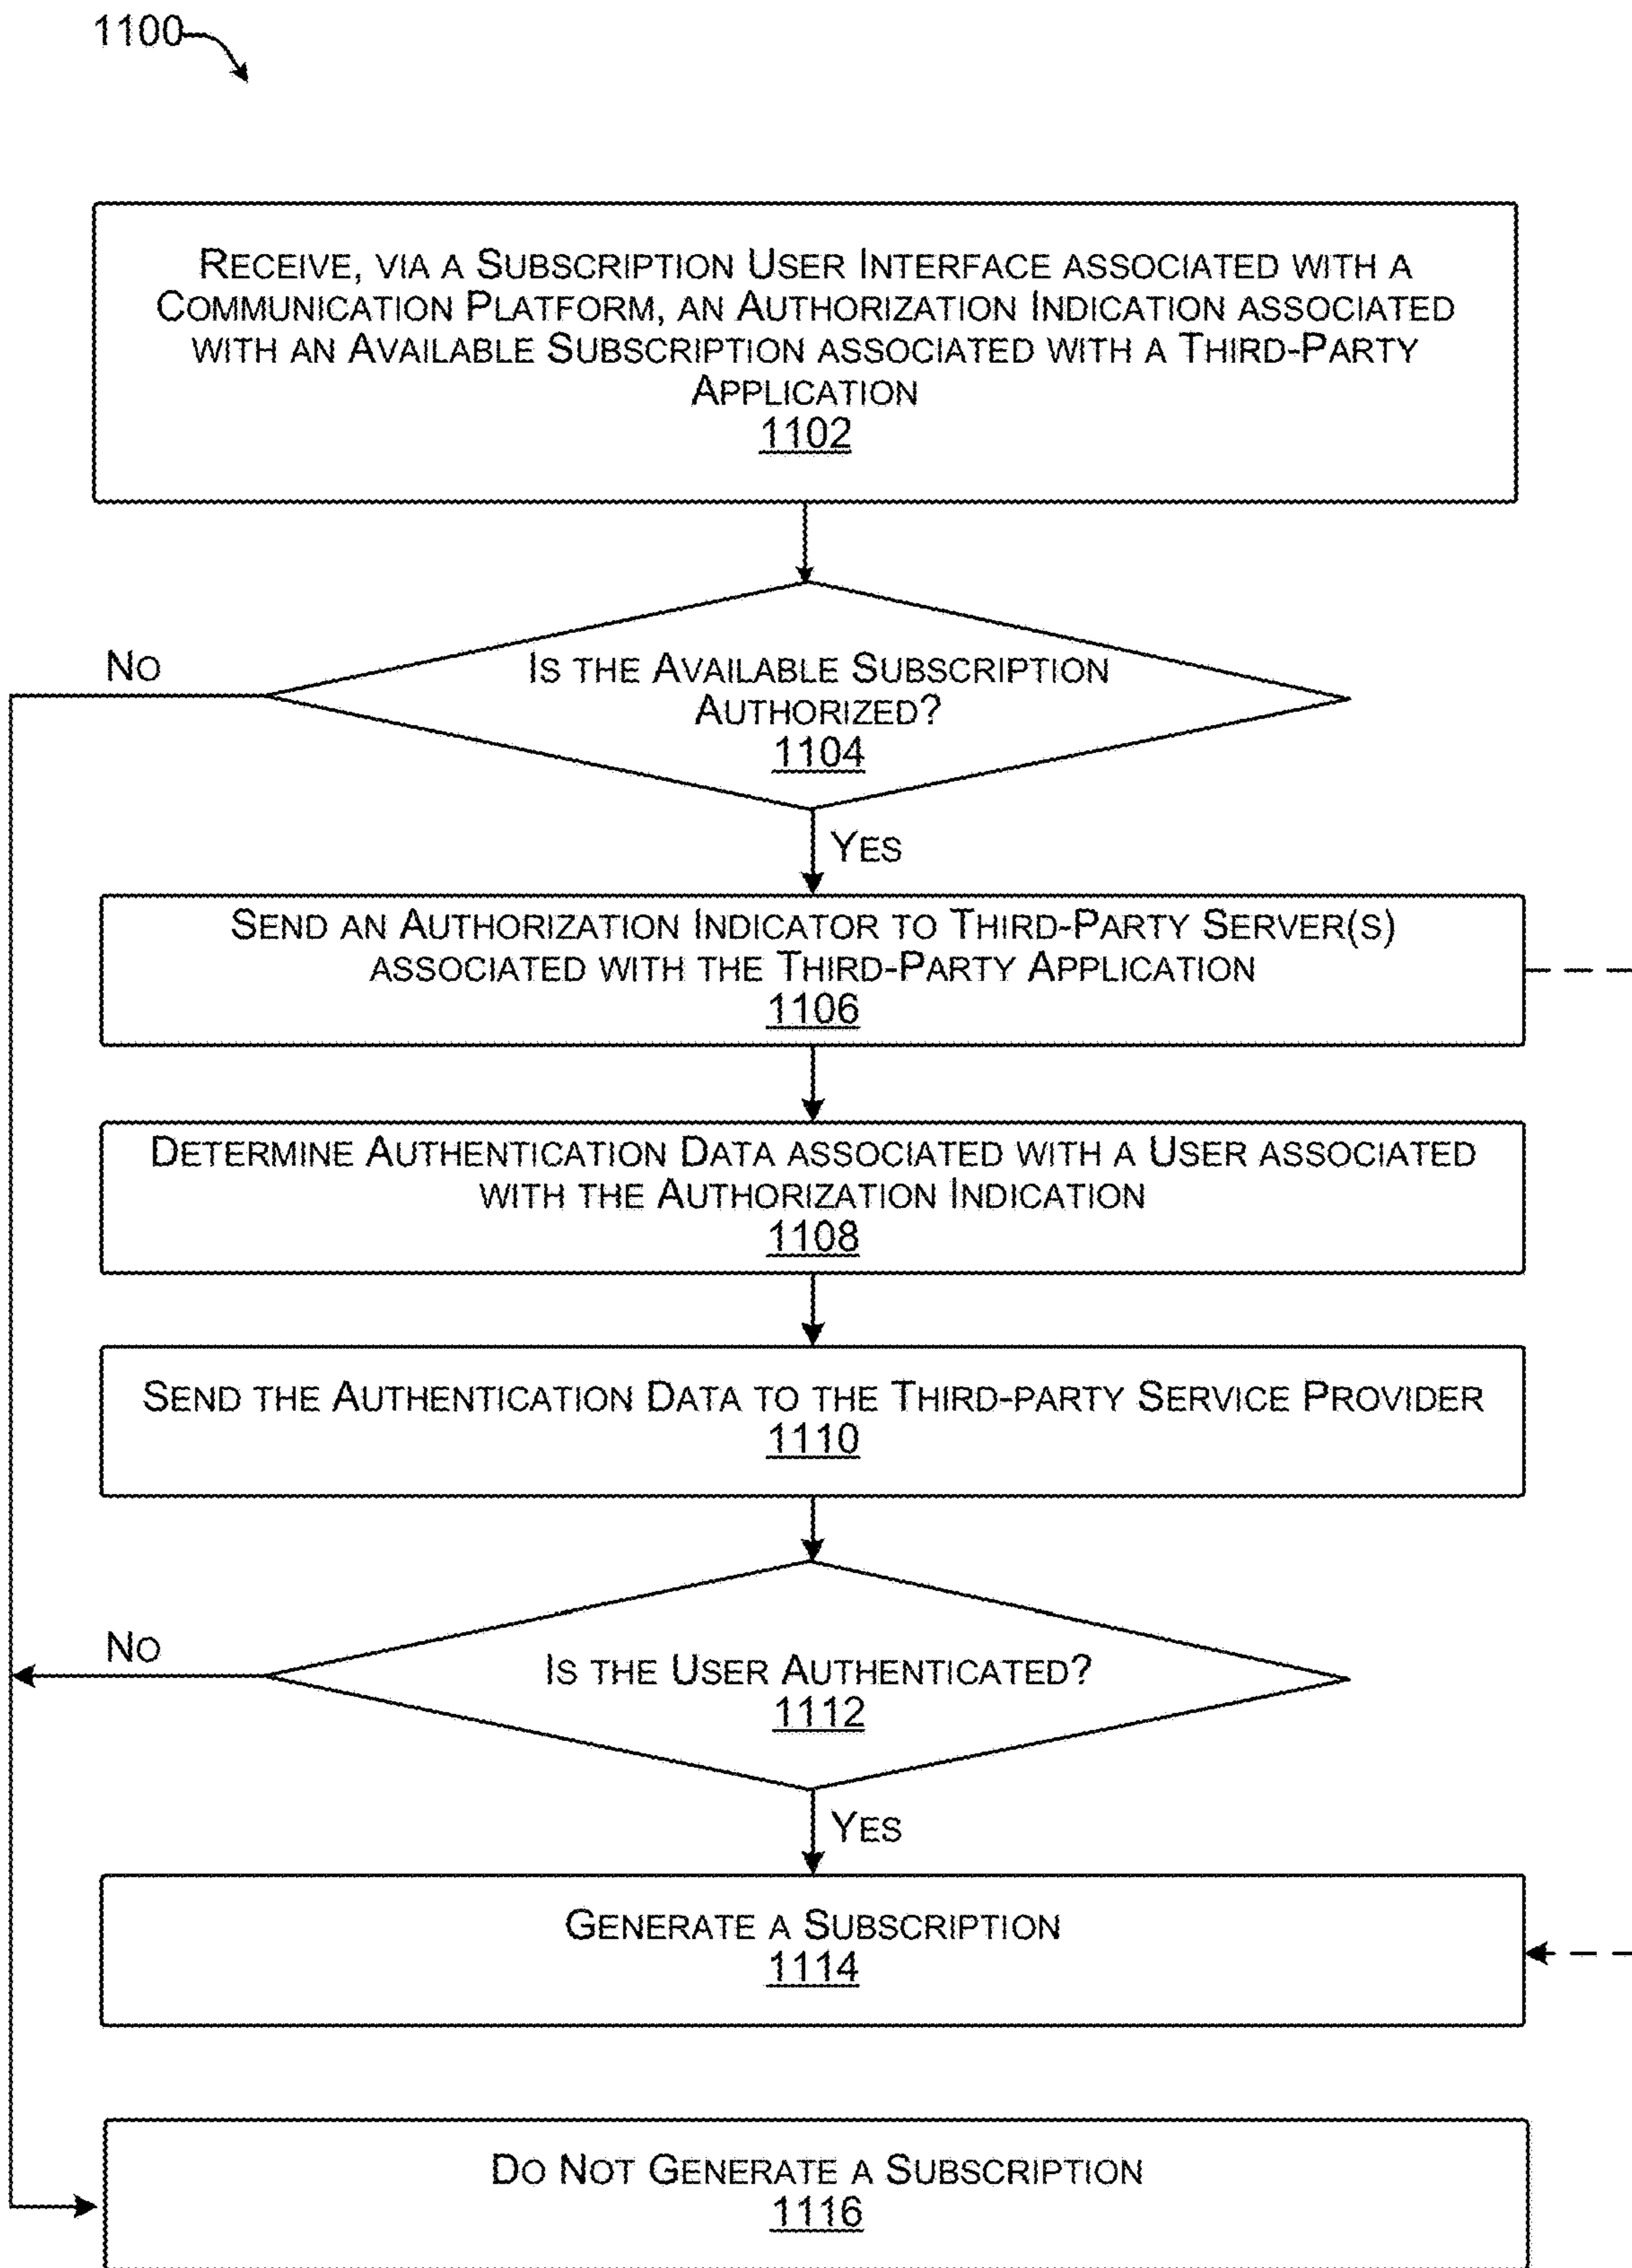 1100
RECEIVE, VIA A SUBSCRIPTION USER INTERFACE ASSOCIATED WITH A
COMMUNICATION PLATFORM, AN AUTHORIZATION INDICATION ASSOCIATED
WITH AN AVAILABLE SUBSCRIPTION ASSOCIATED WITH A THIRD-PARTY
APPLICATION
1102
NO
IS THE AVAILABLE SUBSCRIPTION
AUTHORIZED?
1104
YES
SEND AN AUTHORIZATION INDICATOR TO THIRD-PARTY SERVER(S)
ASSOCIATED WITH THE THIRD-PARTY APPLICATION
1106
DETERMINE AUTHENTICATION DATA ASSOCIATED WITH A USER ASSOCIATED
WITH THE AUTHORIZATION INDICATION
1108
SEND THE AUTHENTICATION DATA TO THE THIRD-PARTY SERVICE PROVIDER
1110
NO
IS THE USER AUTHENTICATED?
1112
YES
GENERATE A SUBSCRIPTION
1114
DO NOT GENERATE A SUBSCRIPTION
1116